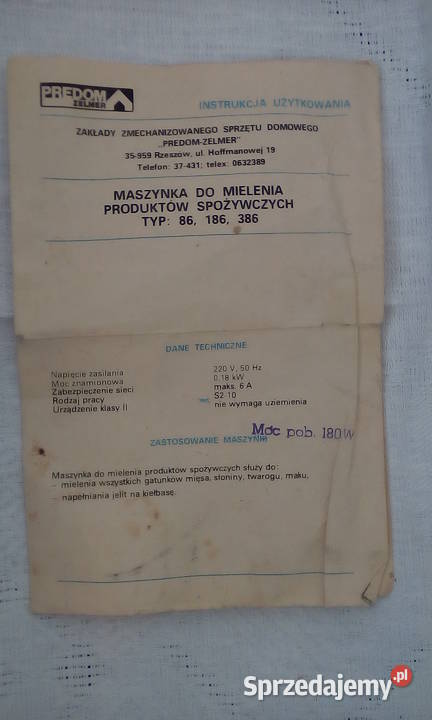 PREDOM
ZELMER
INSTRUKCJA UŻYTKOWANIA
ZAKŁADY ZMECHANIZOWANEGO SPRZĘTU DOMOWEGO
„PREDOM-ZELMER"
35-959 Rzeszów, ul. Hoffmanowej 19
Telefon: 37-431; telex: 0632389
MASZYNKA DO MIELENIA
PRODUKTÓW SPOŻYWCZYCH
TYP: 86, 186, 386
DANE TECHNICZNE
Napięcie zasilania 220 V, 50 Hz
Moc znamionowa 0.18 kW
Zabezpieczenie sieci maks. 6 A
Rodzaj pracy S2 10
Urządzenie klasy II nie wymaga uziemienia
Moc pob. 180W
ZASTOSOWANIE MASZYNKI
Maszynka do mielenia produktów spożywczych służy do:
— mielenia wszystkich gatunków mięsa, słoniny, twarogu, maku,
— napełniania jelit na kiełbasę.
Sprzedajemy.pl